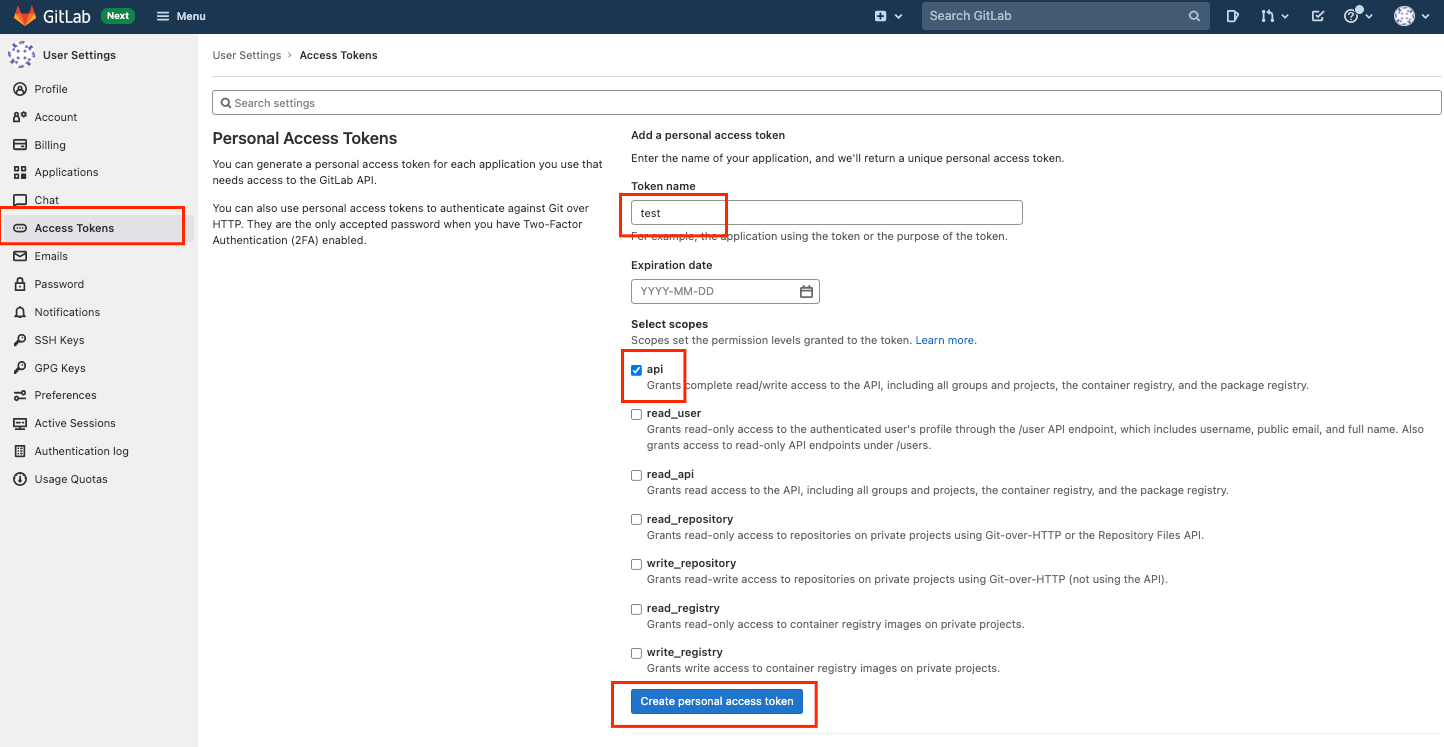 GitLab Next Menu Search GitLab
User Settings
Profile
Account
Billing
Applications
Chat
Access Tokens
Emails
Password
Notifications
SSH Keys
GPG Keys
Preferences
Active Sessions
Authentication log
Usage Quotas
User Settings › Access Tokens
Search settings
Personal Access Tokens
You can generate a personal access token for each application you use that
needs access to the GitLab API.
You can also use personal access tokens to authenticate against Git over
HTTP. They are the only accepted password when you have Two-Factor
Authentication (2FA) enabled.
Add a personal access token
Enter the name of your application, and we'll return a unique personal access token.
Token name
test
For example, the application using the token or the purpose of the token.
Expiration date
YYYY-MM-DD
Select scopes
Scopes set the permission levels granted to the token. Learn more.
api
Grants complete read/write access to the API, including all groups and projects, the container registry, and the package registry.
read_user
Grants read-only access to the authenticated user's profile through the /user API endpoint, which includes username, public email, and full name. Also
grants access to read-only API endpoints under /users.
read_api
Grants read access to the API, including all groups and projects, the container registry, and the package registry.
read_repository
Grants read-only access to repositories on private projects using Git-over-HTTP or the Repository Files API.
write_repository
Grants read-write access to repositories on private projects using Git-over-HTTP (not using the API).
read_registry
Grants read-only access to container registry images on private projects.
write_registry
Grants write access to container registry images on private projects.
Create personal access token